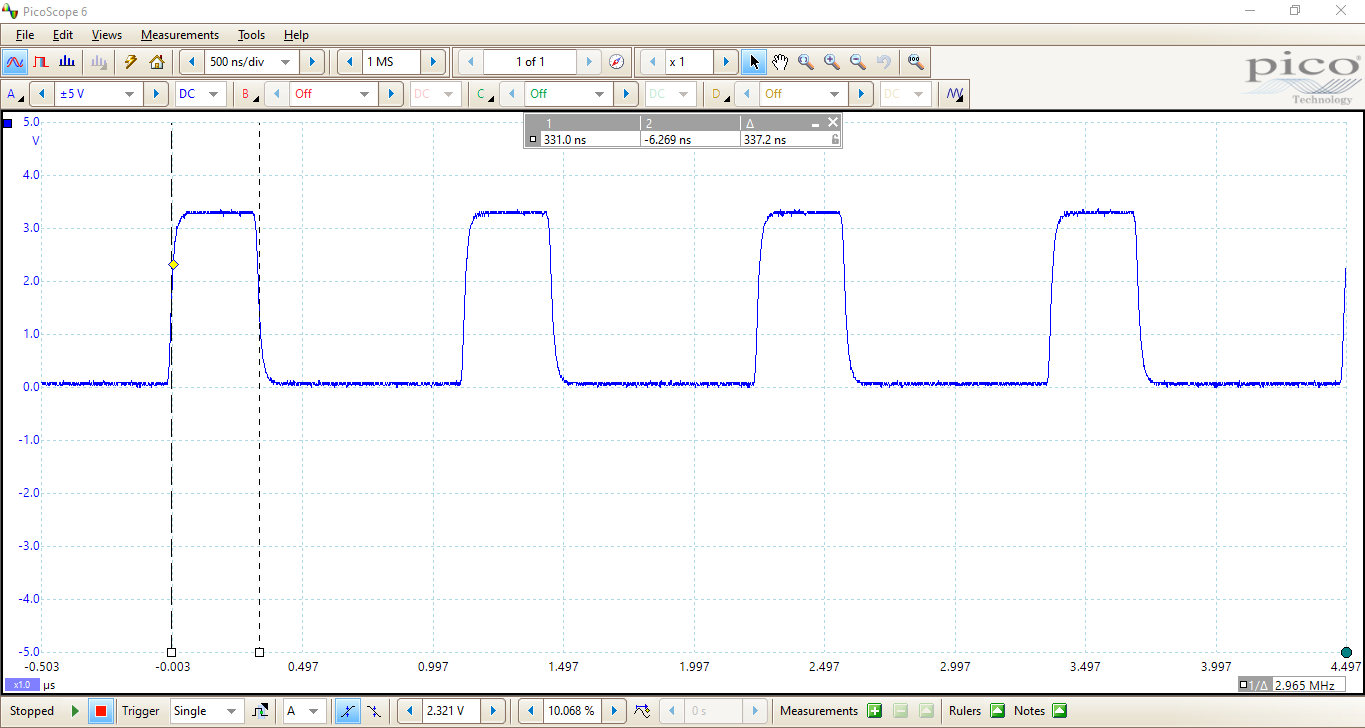 PicoScope 6
File Edit Views Measurements Tools Help
500 ns/div 1 MS 1 of 1 x 1
A ±5 V DC B Off DC C Off DC D Off DC
pico
Technology
1 2 Δ
331.0 ns -6.269 ns 337.2 ns
5.0
V
4.0
3.0
2.0
1.0
0.0
-1.0
-2.0
-3.0
-4.0
-5.0
-0.503 -0.003 0.497 0.997 1.497 1.997 2.497 2.997 3.497 3.997 4.497
x1.0 µs 1/Δ 2.965 MHz
Stopped Trigger Single A 2.321 V 10.068 % 0 s Measurements Rulers Notes